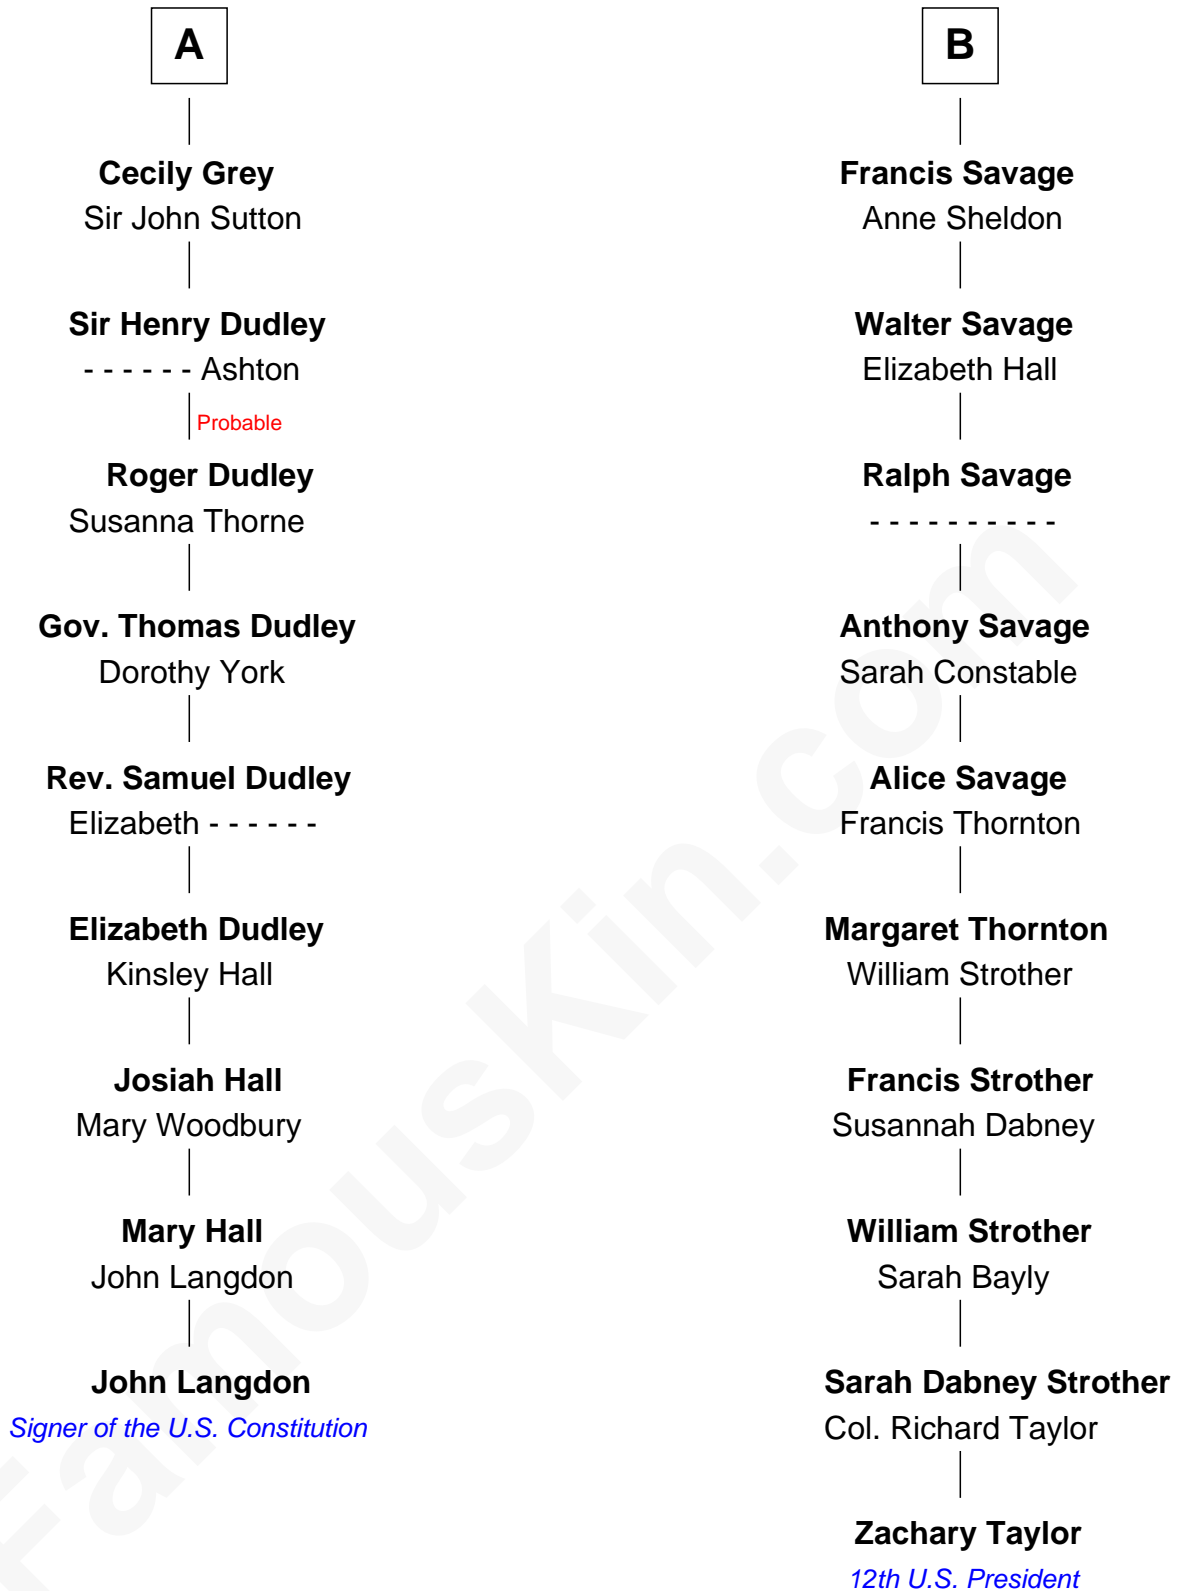 A
Cecily Grey
Sir John Sutton
Sir Henry Dudley
- - - - - - Ashton
Probable
Roger Dudley
Susanna Thorne
Gov. Thomas Dudley
Dorothy York
Rev. Samuel Dudley
Elizabeth - - - - - -
Elizabeth Dudley
Kinsley Hall
Josiah Hall
Mary Woodbury
Mary Hall
John Langdon
John Langdon
Signer of the U.S. Constitution
B
Francis Savage
Anne Sheldon
Walter Savage
Elizabeth Hall
Ralph Savage
- - - - - - - - - -
Anthony Savage
Sarah Constable
Alice Savage
Francis Thornton
Margaret Thornton
William Strother
Francis Strother
Susannah Dabney
William Strother
Sarah Bayly
Sarah Dabney Strother
Col. Richard Taylor
Zachary Taylor
12th U.S. President
FamousKin.com